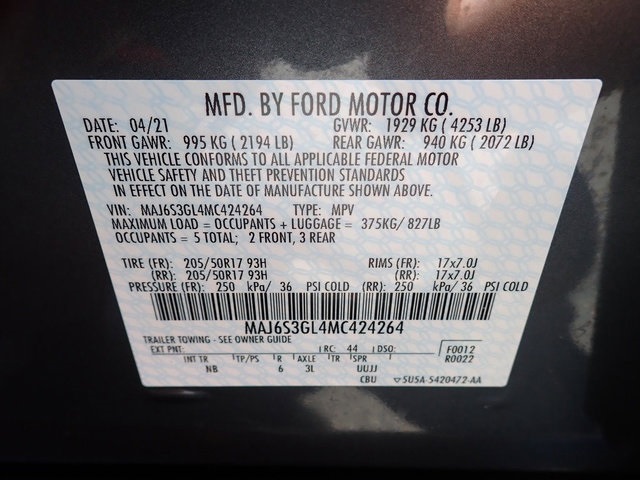 MFD. BY FORD MOTOR CO.
DATE: 04/21 GVWR: 1929 KG ( 4253 LB)
FRONT GAWR: 995 KG ( 2194 LB) REAR GAWR: 940 KG ( 2072 LB)
THIS VEHICLE CONFORMS TO ALL APPLICABLE FEDERAL MOTOR
VEHICLE SAFETY AND THEFT PREVENTION STANDARDS
IN EFFECT ON THE DATE OF MANUFACTURE SHOWN ABOVE.
VIN: MAJ6S3GL4MC424264 TYPE: MPV
MAXIMUM LOAD = OCCUPANTS + LUGGAGE = 375KG/ 827LB
OCCUPANTS = 5 TOTAL; 2 FRONT, 3 REAR
TIRE (FR): 205/50R17 93H RIMS (FR): 17x7.0J
(RR): 205/50R17 93H (RR): 17x7.0J
PRESSURE (FR): 250 kPa/ 36 PSI COLD (RR): 250 kPa/ 36 PSI COLD
MAJ6S3GL4MC424264
TRAILER TOWING - SEE OWNER GUIDE
EXT PNT: RC: 44 DSO: F0012
INT TR TP/PS R AXLE TR SPR R0022
NB 6 3L UUJJ
CBU 5U5A-5420472-AA